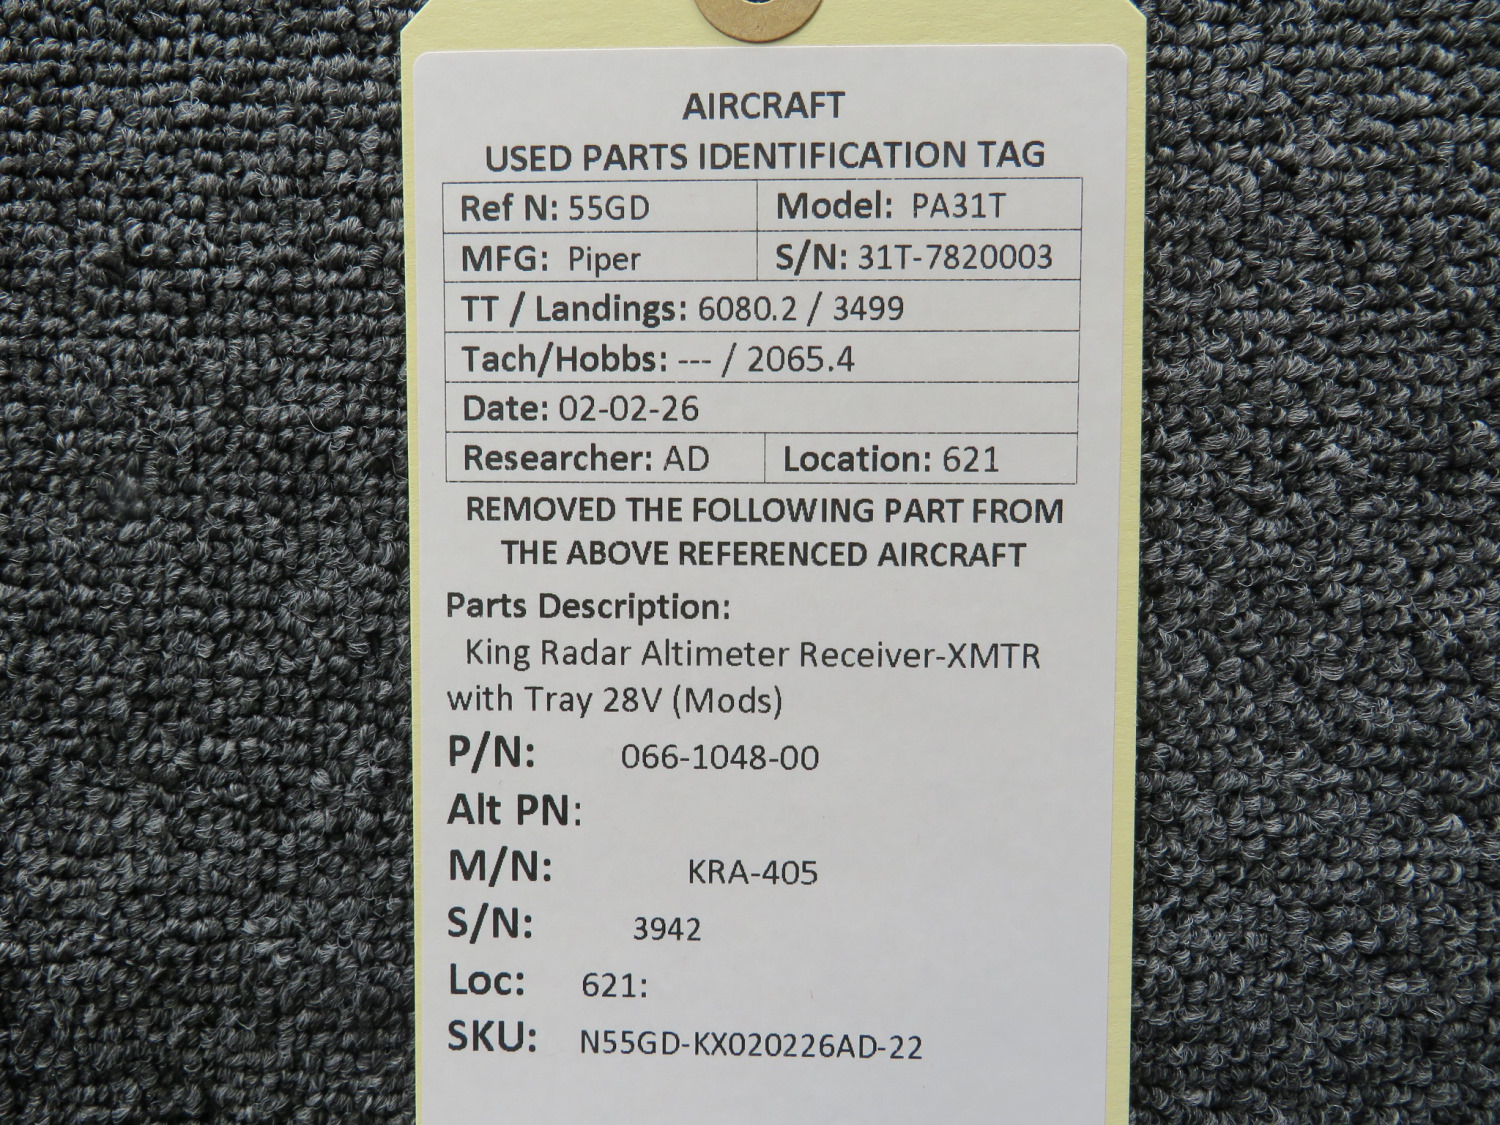 AIRCRAFT
USED PARTS IDENTIFICATION TAG
Ref N: 55GD Model: PA31T
MFG: Piper S/N: 31T-7820003
TT / Landings: 6080.2 / 3499
Tach/Hobbs: --- / 2065.4
Date: 02-02-26
Researcher: AD Location: 621
REMOVED THE FOLLOWING PART FROM
THE ABOVE REFERENCED AIRCRAFT
Parts Description:
King Radar Altimeter Receiver-XMTR
with Tray 28V (Mods)
P/N: 066-1048-00
Alt PN:
M/N: KRA-405
S/N: 3942
Loc: 621:
SKU: N55GD-KX020226AD-22